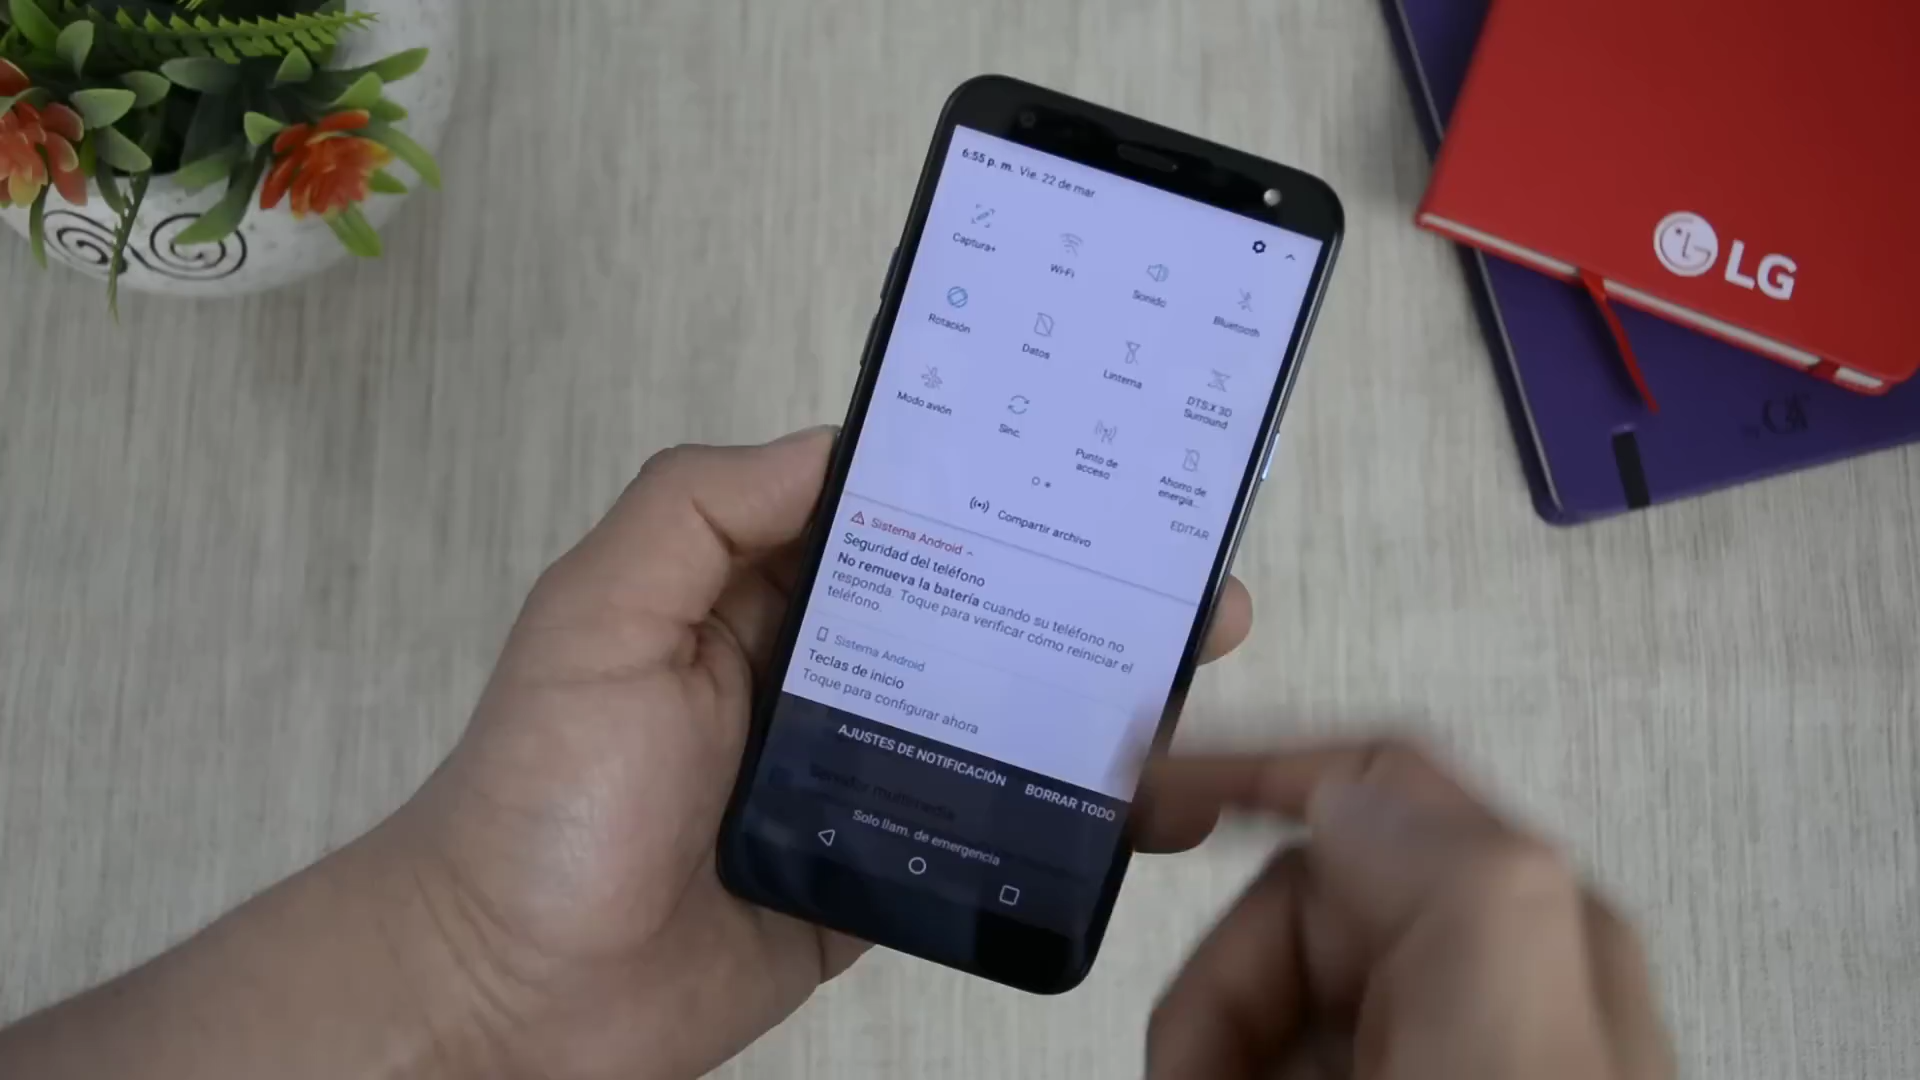 6:55 p. m. Vie. 22 de mar
Captura+
Wi-Fi
Sonido
Bluetooth
Rotación
Datos
Linterna
DTS:X 3D
Surround
Modo avión
Sinc.
Punto de
acceso
Ahorro de
energía...
EDITAR
Compartir archivo
Sistema Android
Seguridad del teléfono
No remueva la batería cuando su teléfono no
responda. Toque para verificar cómo reiniciar el
teléfono.
Sistema Android
Teclas de inicio
Toque para configurar ahora
AJUSTES DE NOTIFICACIÓN
BORRAR TODO
Servidor multimedia
Solo llam. de emergencia
LG